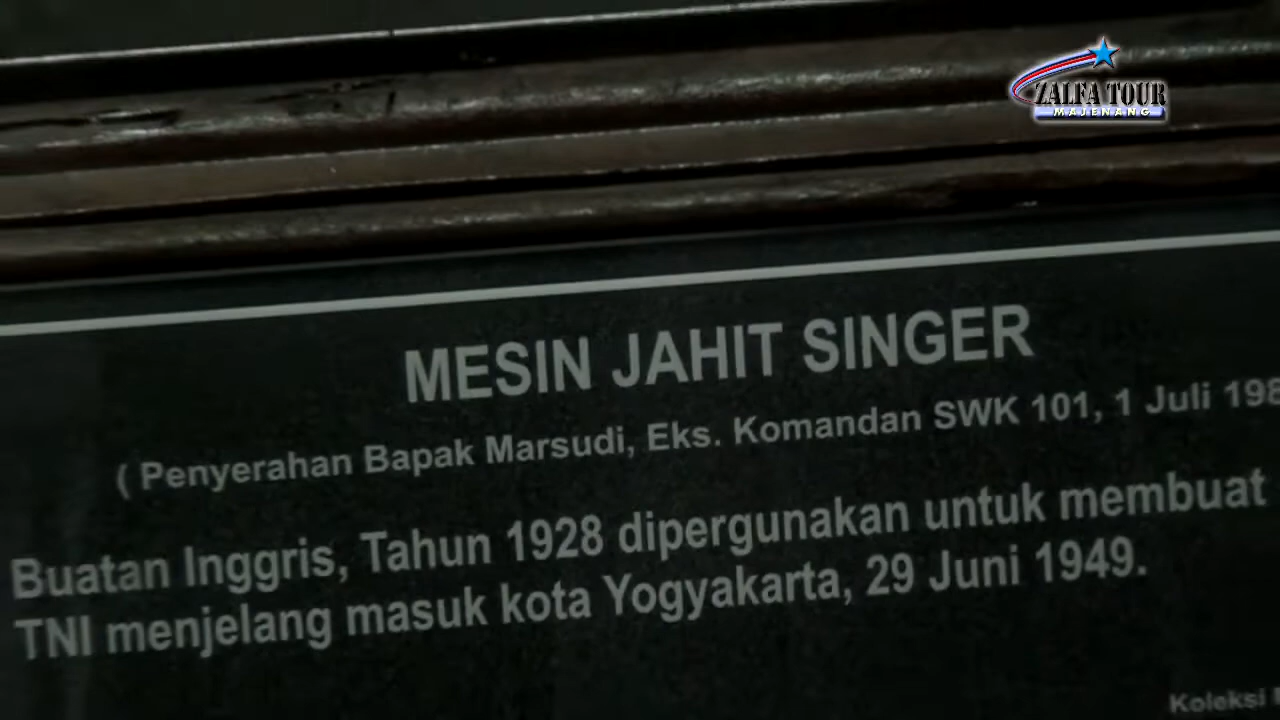 ZALFA TOUR
MAJENANG
MESIN JAHIT SINGER
( Penyerahan Bapak Marsudi, Eks. Komandan SWK 101, 1 Juli 198
Buatan Inggris, Tahun 1928 dipergunakan untuk membuat
TNI menjelang masuk kota Yogyakarta, 29 Juni 1949.
Koleksi